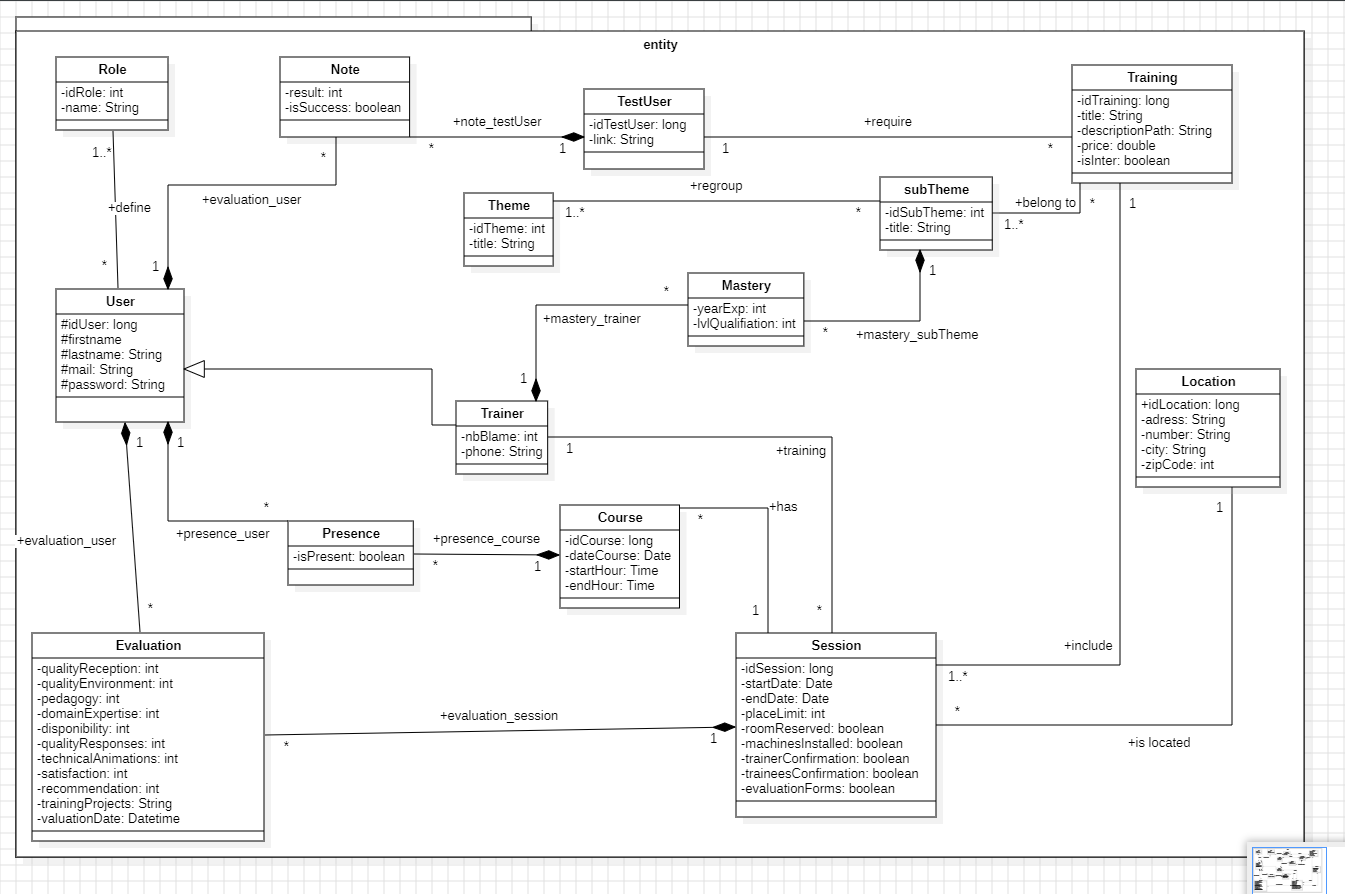 entity
Role
-idRole: int
-name: String
Note
-result: int
-isSuccess: boolean
TestUser
-idTestUser: long
-link: String
Training
-idTraining: long
-title: String
-descriptionPath: String
-price: double
-isInter: boolean
+note_testUser
*
1
+require
1
*
1..*
+define
*
*
+evaluation_user
1
Theme
-idTheme: int
-title: String
+regroup
1..*
*
subTheme
-idSubTheme: int
-title: String
+belong to
*
1..*
1
1
User
#idUser: long
#firstname
#lastname: String
#mail: String
#password: String
Mastery
-yearExp: int
-lvlQualifiation: int
*
+mastery_trainer
1
*
+mastery_subTheme
Trainer
-nbBlame: int
-phone: String
1
+training
Location
+idLocation: long
-adress: String
-number: String
-city: String
-zipCode: int
1
1
1
*
+presence_user
+evaluation_user
*
Presence
-isPresent: boolean
+presence_course
*
1
Course
-idCourse: long
-dateCourse: Date
-startHour: Time
-endHour: Time
*
+has
1
*
Evaluation
-qualityReception: int
-qualityEnvironment: int
-pedagogy: int
-domainExpertise: int
-disponibility: int
-qualityResponses: int
-technicalAnimations: int
-satisfaction: int
-recommendation: int
-trainingProjects: String
-valuationDate: Datetime
+evaluation_session
*
1
Session
-idSession: long
-startDate: Date
-endDate: Date
-placeLimit: int
-roomReserved: boolean
-machinesInstalled: boolean
-trainerConfirmation: boolean
-traineesConfirmation: boolean
-evaluationForms: boolean
+include
1..*
*
+is located